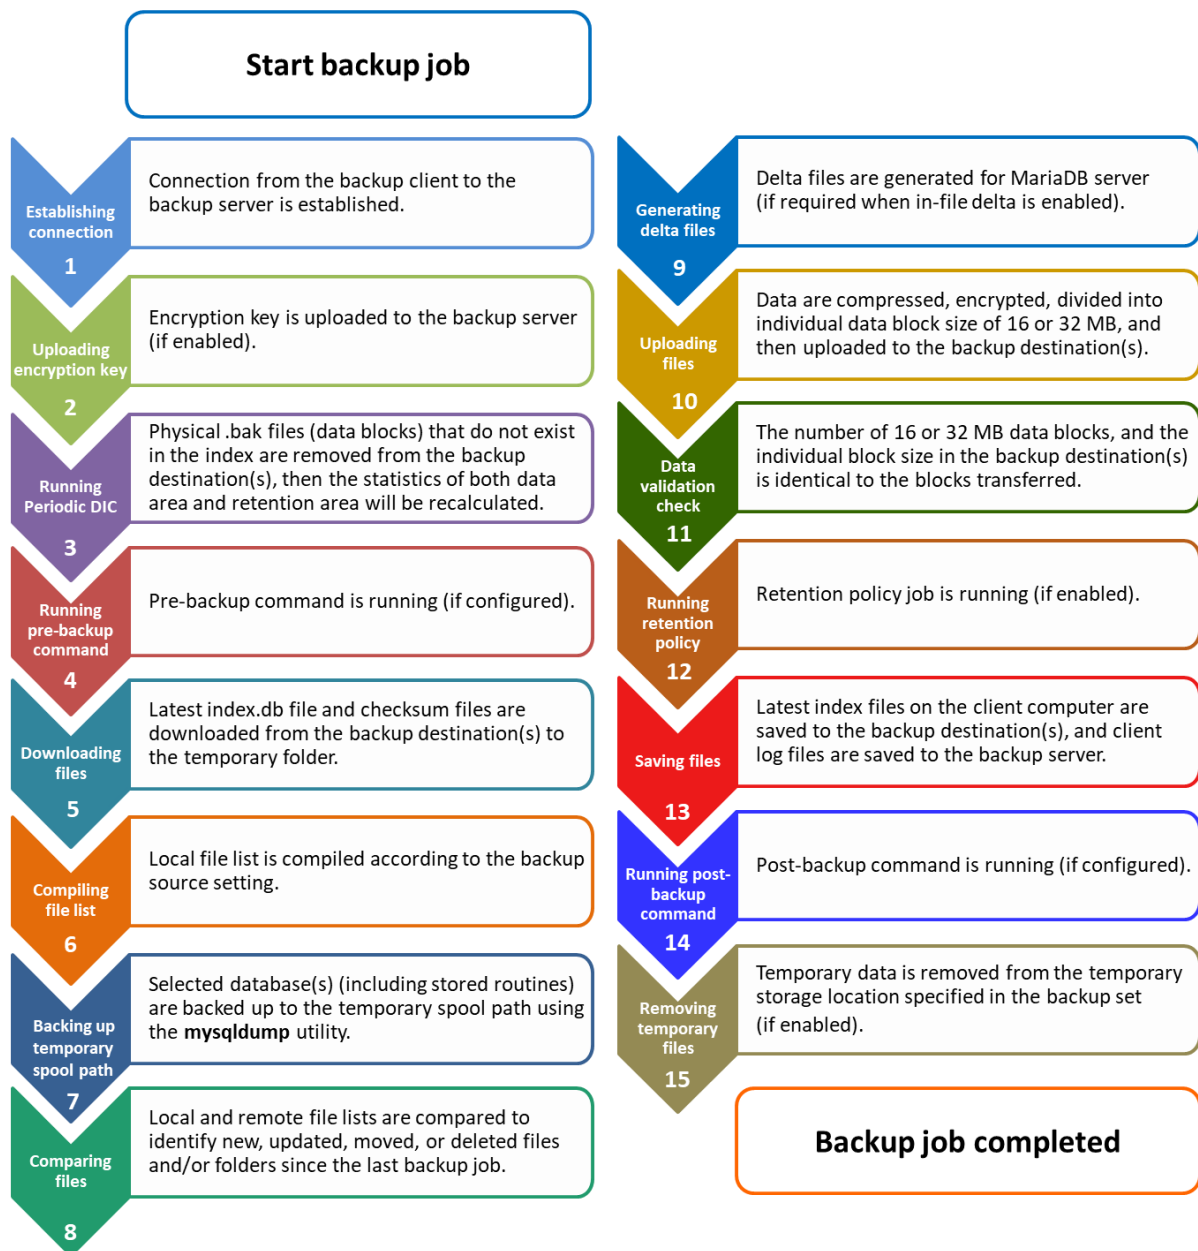 Start backup job
Establishing
connection
1
Connection from the backup client to the
backup server is established.
Uploading
encryption key
2
Encryption key is uploaded to the backup server
(if enabled).
Running
Periodic DIC
3
Physical .bak files (data blocks) that do not exist
in the index are removed from the backup
destination(s), then the statistics of both data
area and retention area will be recalculated.
Running
pre-backup
command
4
Pre-backup command is running (if configured).
Downloading
files
5
Latest index.db file and checksum files are
downloaded from the backup destination(s) to
the temporary folder.
Compiling
file list
6
Local file list is compiled according to the backup
source setting.
Backing up
temporary
spool path
7
Selected database(s) (including stored routines)
are backed up to the temporary spool path using
the mysqldump utility.
Comparing
files
8
Local and remote file lists are compared to
identify new, updated, moved, or deleted files
and/or folders since the last backup job.
Generating
delta files
9
Delta files are generated for MariaDB server
(if required when in-file delta is enabled).
Uploading
files
10
Data are compressed, encrypted, divided into
individual data block size of 16 or 32 MB, and
then uploaded to the backup destination(s).
Data
validation
check
11
The number of 16 or 32 MB data blocks, and the
individual block size in the backup destination(s)
is identical to the blocks transferred.
Running
retention
policy
12
Retention policy job is running (if enabled).
Saving files
13
Latest index files on the client computer are
saved to the backup destination(s), and client
log files are saved to the backup server.
Running post-
backup
command
14
Post-backup command is running (if configured).
Removing
temporary
files
15
Temporary data is removed from the temporary
storage location specified in the backup set
(if enabled).
Backup job completed